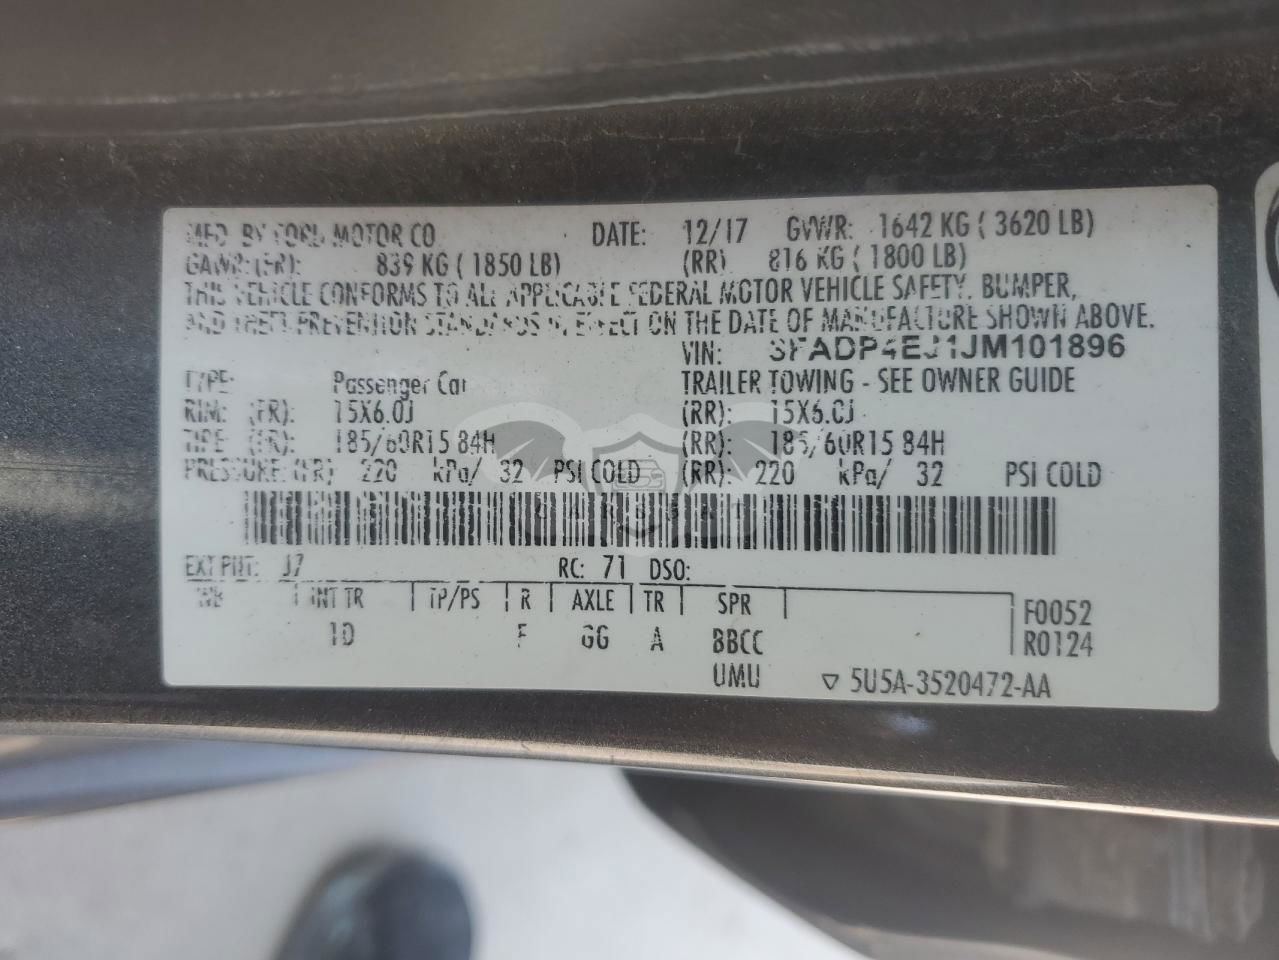 MFD. BY FORD MOTOR CO DATE: 12/17 GVWR: 1642 KG ( 3620 LB)
GAWR: (FR): 839 KG ( 1850 LB) (RR) 816 KG ( 1800 LB)
THIS VEHICLE CONFORMS TO ALL APPLICABLE FEDERAL MOTOR VEHICLE SAFETY, BUMPER,
AND THEFT PREVENTION STANDARDS IN EFFECT ON THE DATE OF MANUFACTURE SHOWN ABOVE.
VIN: 3FADP4EJ1JM101896
TYPE: Passenger Car TRAILER TOWING - SEE OWNER GUIDE
RIM: (FR): 15X6.0J (RR): 15X6.0J
TIRE (FR): 185/60R15 84H (RR): 185/60R15 84H
PRESSURE: (FR) 220 kPa/ 32 PSI COLD (RR): 220 kPa/ 32 PSI COLD
EXT PNT: J7 RC: 71 DSO:
WB INT TR TP/PS R AXLE TR SPR F0052
1D F GG A BBCC R0124
UMU ▽ 5U5A-3520472-AA